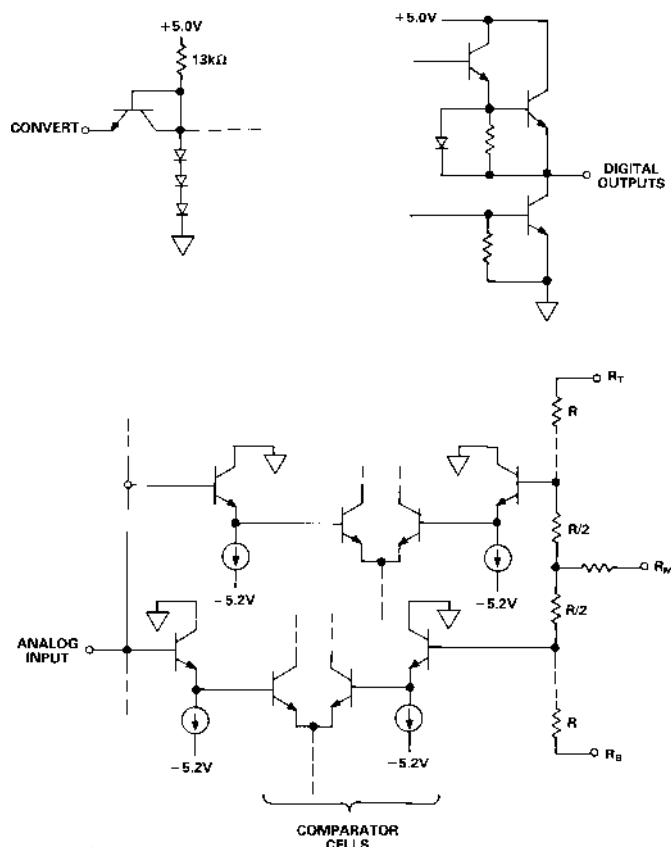 +5.0V
13kΩ
CONVERT
+5.0V
DIGITAL
OUTPUTS
R_T
R
R/2
R_M
R/2
R
R_B
-5.2V
-5.2V
ANALOG
INPUT
-5.2V
-5.2V
COMPARATOR
CELLS